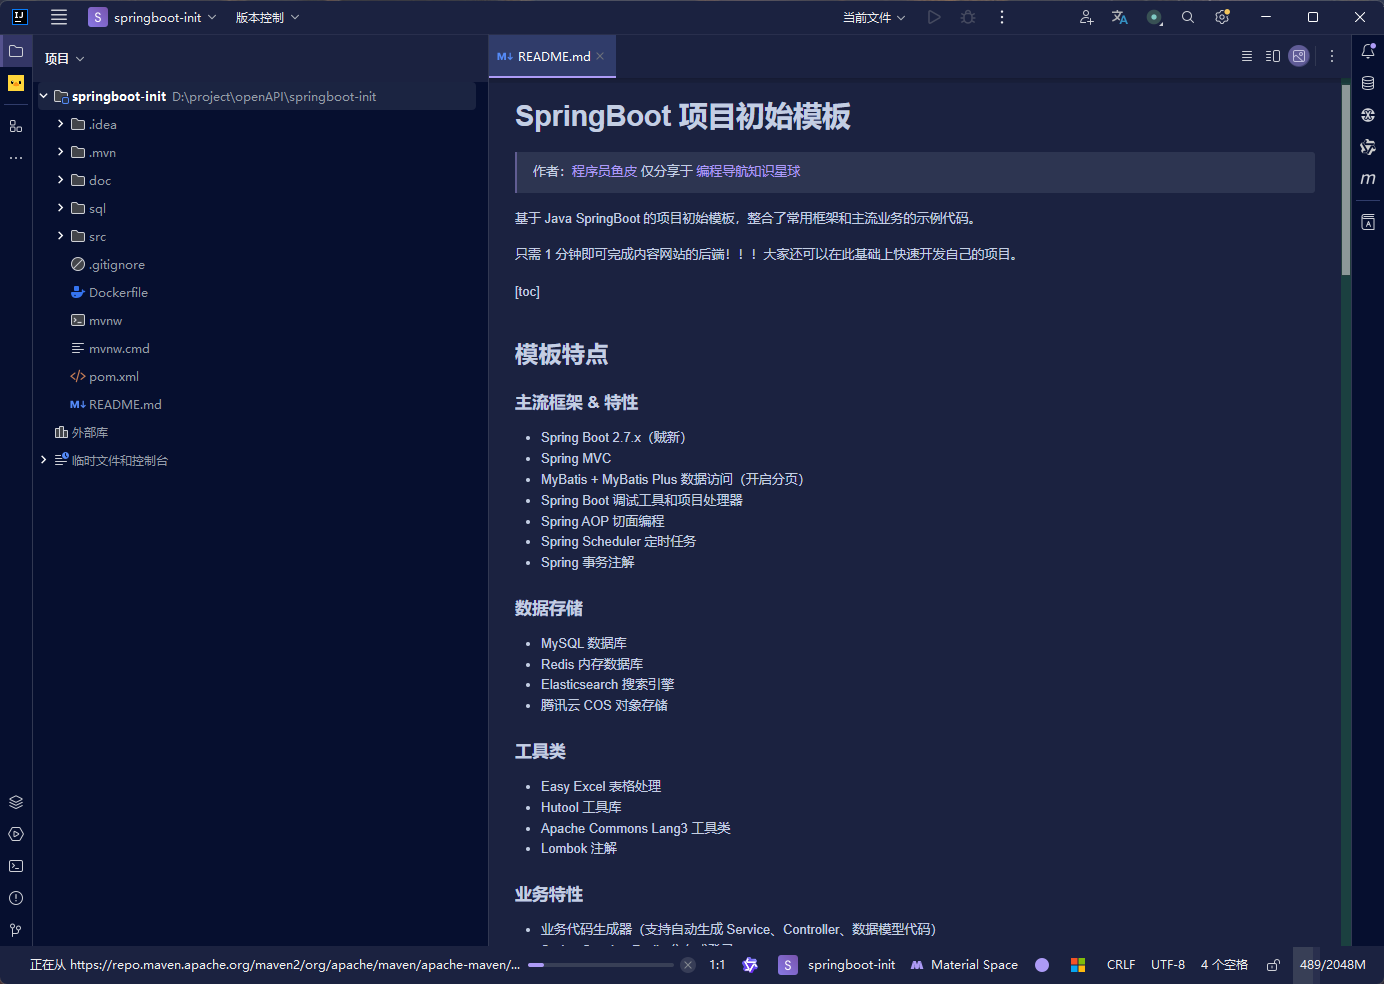 IJ
S springboot-init
版本控制
当前文件
项目
M↓ README.md
springboot-init D:\project\openAPI\springboot-init
.idea
.mvn
doc
sql
src
.gitignore
Dockerfile
mvnw
mvnw.cmd
pom.xml
M↓ README.md
外部库
临时文件和控制台
SpringBoot 项目初始模板
作者：程序员鱼皮 仅分享于 编程导航知识星球
基于 Java SpringBoot 的项目初始模板，整合了常用框架和主流业务的示例代码。
只需 1 分钟即可完成内容网站的后端！！！大家还可以在此基础上快速开发自己的项目。
[toc]
模板特点
主流框架 & 特性
Spring Boot 2.7.x（贼新）
Spring MVC
MyBatis + MyBatis Plus 数据访问（开启分页）
Spring Boot 调试工具和项目处理器
Spring AOP 切面编程
Spring Scheduler 定时任务
Spring 事务注解
数据存储
MySQL 数据库
Redis 内存数据库
Elasticsearch 搜索引擎
腾讯云 COS 对象存储
工具类
Easy Excel 表格处理
Hutool 工具库
Apache Commons Lang3 工具类
Lombok 注解
业务特性
业务代码生成器（支持自动生成 Service、Controller、数据模型代码）
m
正在从 https://repo.maven.apache.org/maven2/org/apache/maven/apache-maven/...
1:1
S springboot-init
Material Space
CRLF
UTF-8
4 个空格
489/2048M